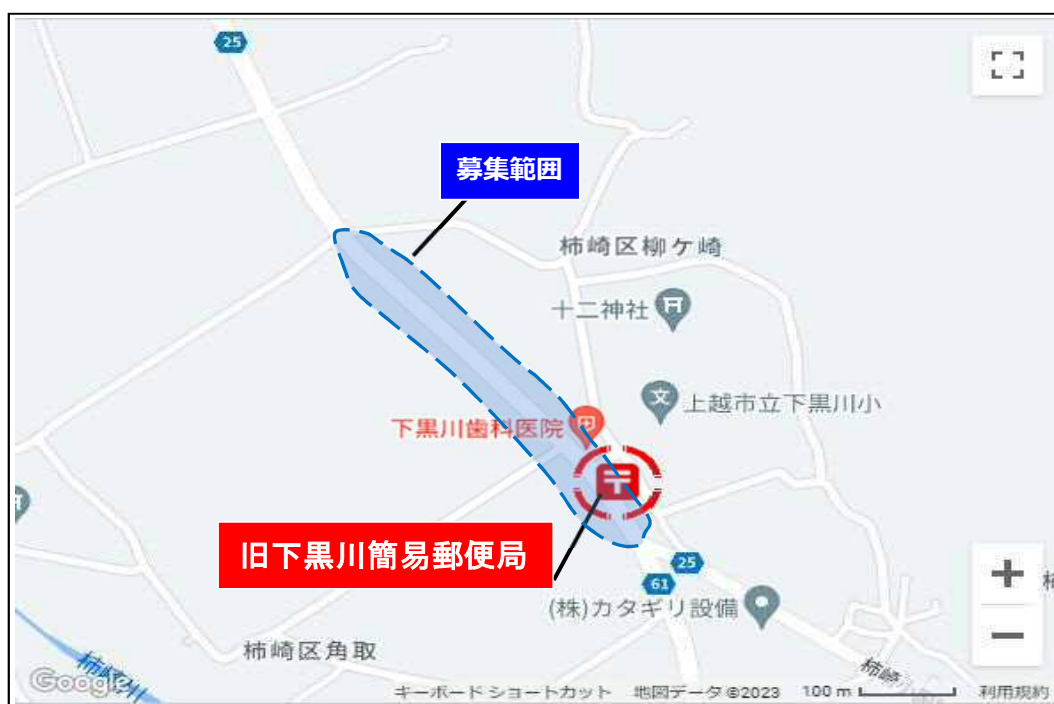 25
募集範囲
柿崎区柳ケ崎
十二神社
文
上越市立下黒川小
下黒川歯科医院
〒
旧下黒川簡易郵便局
25
61
(株)カタギリ設備
柿崎区角取
Google
キーボード ショートカット
地図データ ©2023
100 m
利用規約